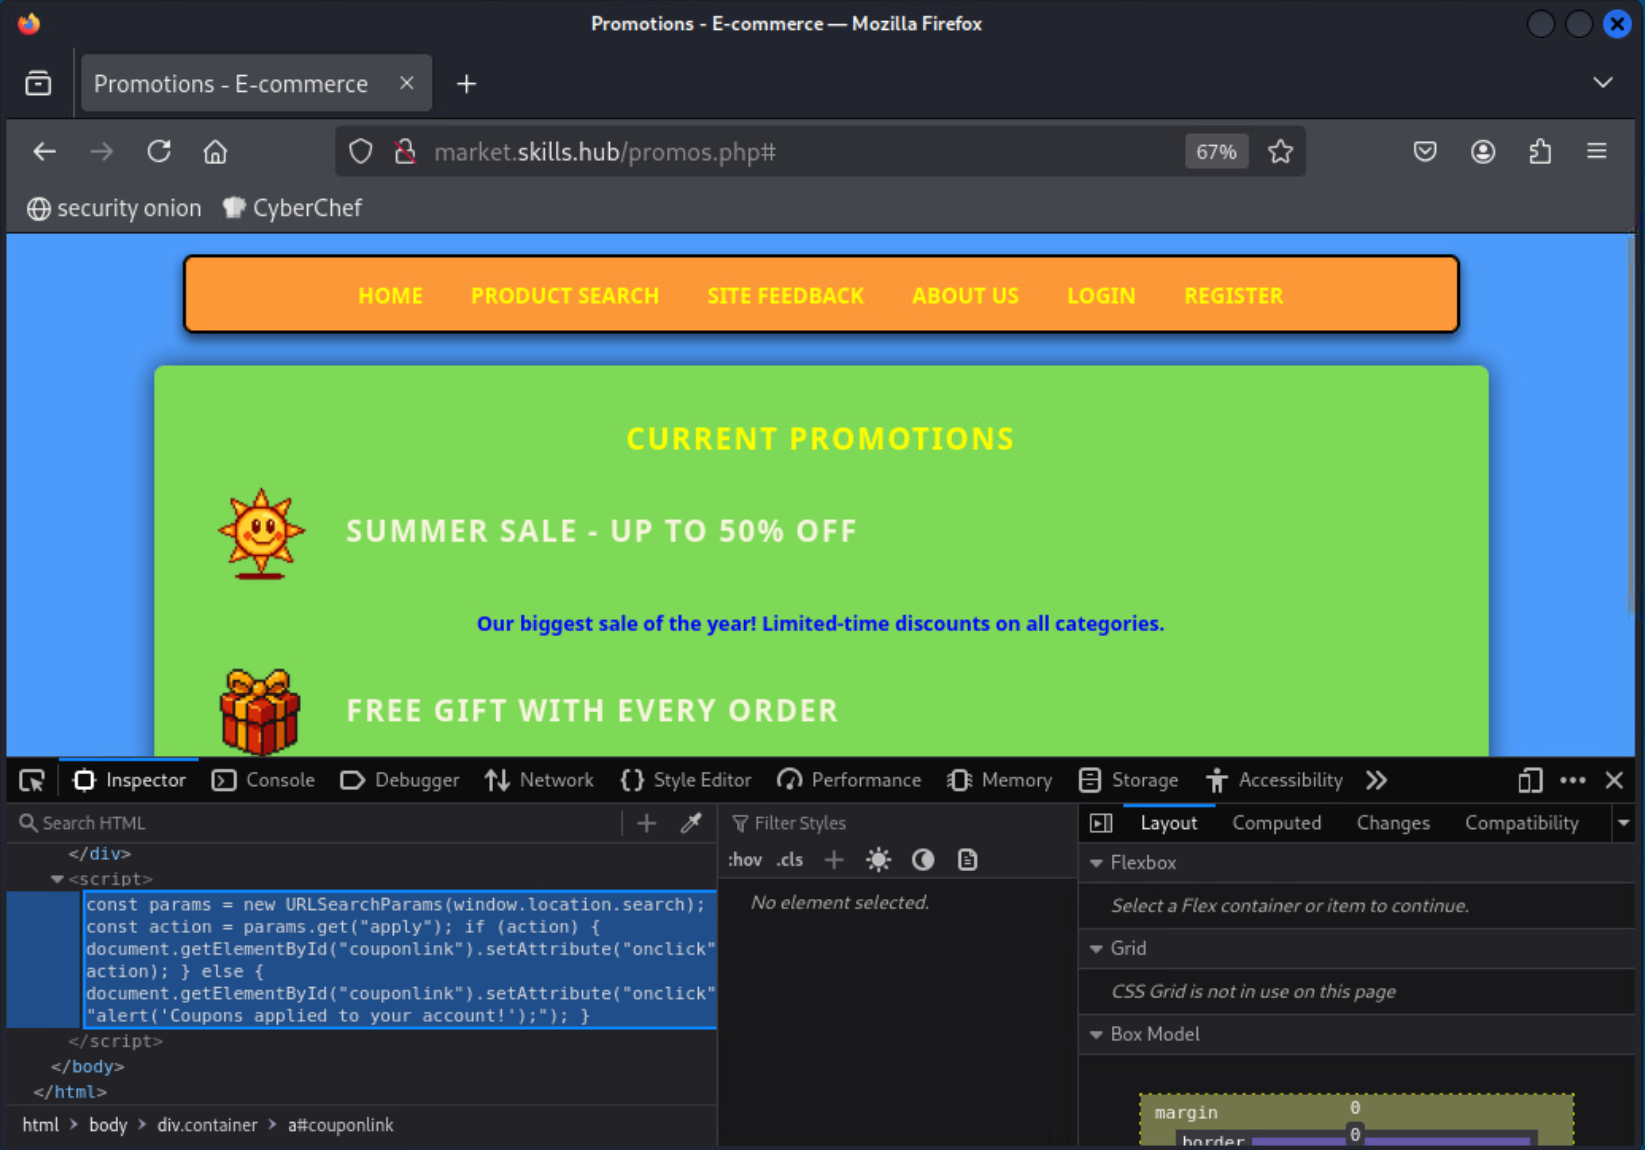 Promotions - E-commerce — Mozilla Firefox
Promotions - E-commerce
market.skills.hub/promos.php#
67%
security onion CyberChef
HOME PRODUCT SEARCH SITE FEEDBACK ABOUT US LOGIN REGISTER
CURRENT PROMOTIONS
SUMMER SALE - UP TO 50% OFF
Our biggest sale of the year! Limited-time discounts on all categories.
FREE GIFT WITH EVERY ORDER
Inspector Console Debugger Network Style Editor Performance Memory Storage Accessibility
Search HTML
</div>
<script>
const params = new URLSearchParams(window.location.search);
const action = params.get("apply"); if (action) {
document.getElementById("couponlink").setAttribute("onclick"
action); } else {
document.getElementById("couponlink").setAttribute("onclick"
"alert('Coupons applied to your account!');"); }
</script>
</body>
</html>
html > body > div.container > a#couponlink
Filter Styles
:hov .cls
No element selected.
Layout Computed Changes Compatibility
Flexbox
Select a Flex container or item to continue.
Grid
CSS Grid is not in use on this page
Box Model
margin 0
border 0